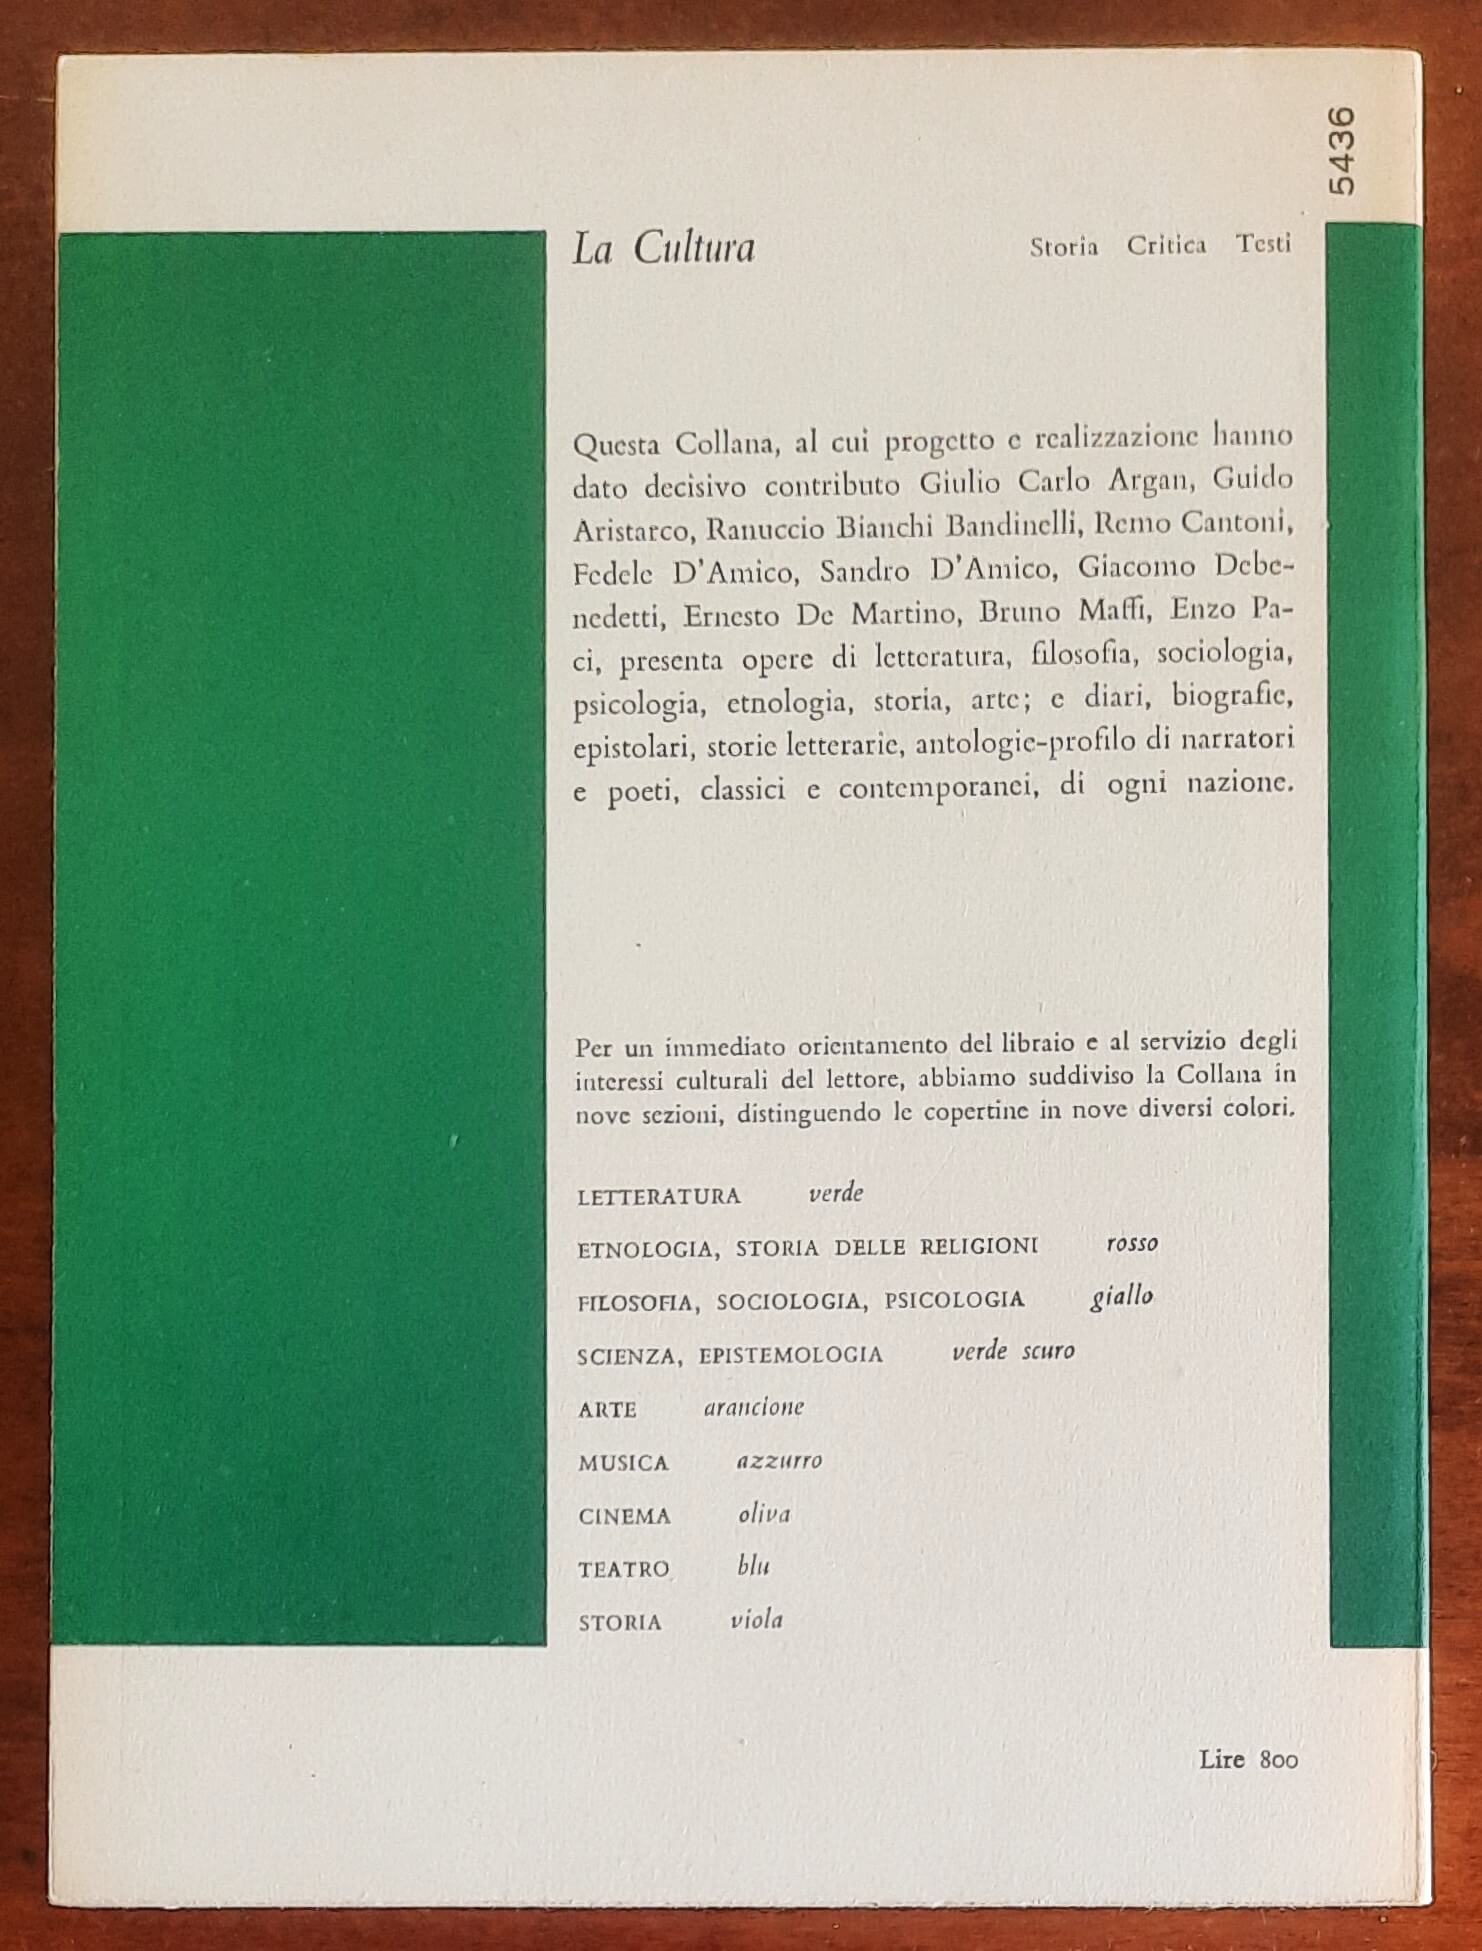 5436
La Cultura Storia Critica Testi
Questa Collana, al cui progetto e realizzazione hanno
dato decisivo contributo Giulio Carlo Argan, Guido
Aristarco, Ranuccio Bianchi Bandinelli, Remo Cantoni,
Fedele D'Amico, Sandro D'Amico, Giacomo Debe-
nedetti, Ernesto De Martino, Bruno Maffi, Enzo Pa-
ci, presenta opere di letteratura, filosofia, sociologia,
psicologia, etnologia, storia, arte; e diari, biografie,
epistolari, storie letterarie, antologie-profilo di narratori
e poeti, classici e contemporanei, di ogni nazione.
Per un immediato orientamento del libraio e al servizio degli
interessi culturali del lettore, abbiamo suddiviso la Collana in
nove sezioni, distinguendo le copertine in nove diversi colori.
LETTERATURA verde
ETNOLOGIA, STORIA DELLE RELIGIONI rosso
FILOSOFIA, SOCIOLOGIA, PSICOLOGIA giallo
SCIENZA, EPISTEMOLOGIA verde scuro
ARTE arancione
MUSICA azzurro
CINEMA oliva
TEATRO blu
STORIA viola
Lire 800